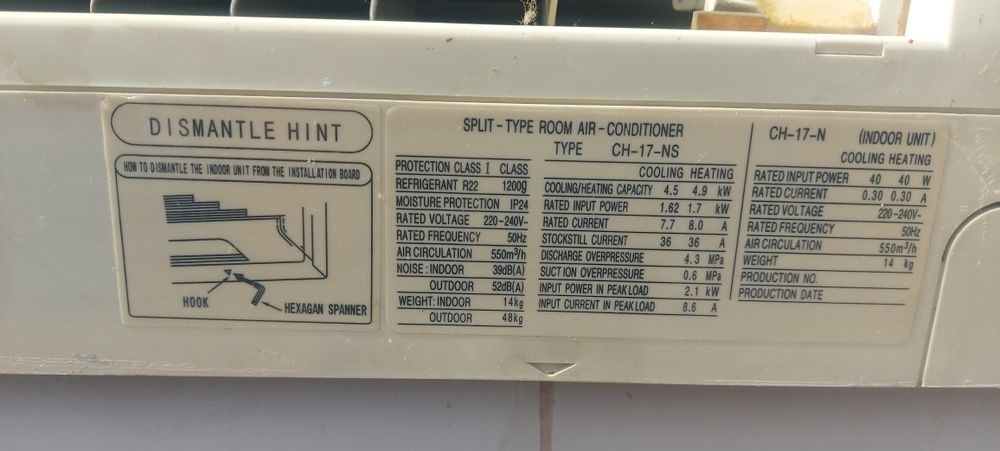 DISMANTLE HINT
HOW TO DISMANTLE THE INDOOR UNIT FROM THE INSTALLATION BOARD
HOOK
HEXAGAN SPANNER
SPLIT-TYPE ROOM AIR-CONDITIONER
TYPE CH-17-NS
PROTECTION CLASS I CLASS
REFRIGERANT R22 1200g
MOISTURE PROTECTION IP24
RATED VOLTAGE 220-240V~
RATED FREQUENCY 50Hz
AIR CIRCULATION 550m³/h
NOISE: INDOOR 39dB(A)
OUTDOOR 52dB(A)
WEIGHT: INDOOR 14kg
OUTDOOR 48kg
COOLING HEATING
COOLING/HEATING CAPACITY 4.5 4.9 kW
RATED INPUT POWER 1.62 1.7 kW
RATED CURRENT 7.7 8.0 A
STOCKSTILL CURRENT 36 36 A
DISCHARGE OVERPRESSURE 4.3 MPa
SUCTION OVERPRESSURE 0.6 MPa
INPUT POWER IN PEAKLOAD 2.1 kW
INPUT CURRENT IN PEAKLOAD 8.6 A
CH-17-N (INDOOR UNIT)
COOLING HEATING
RATED INPUT POWER 40 40 W
RATED CURRENT 0.30 0.30 A
RATED VOLTAGE 220-240V~
RATED FREQUENCY 50Hz
AIR CIRCULATION 550m³/h
WEIGHT 14 kg
PRODUCTION NO.
PRODUCTION DATE